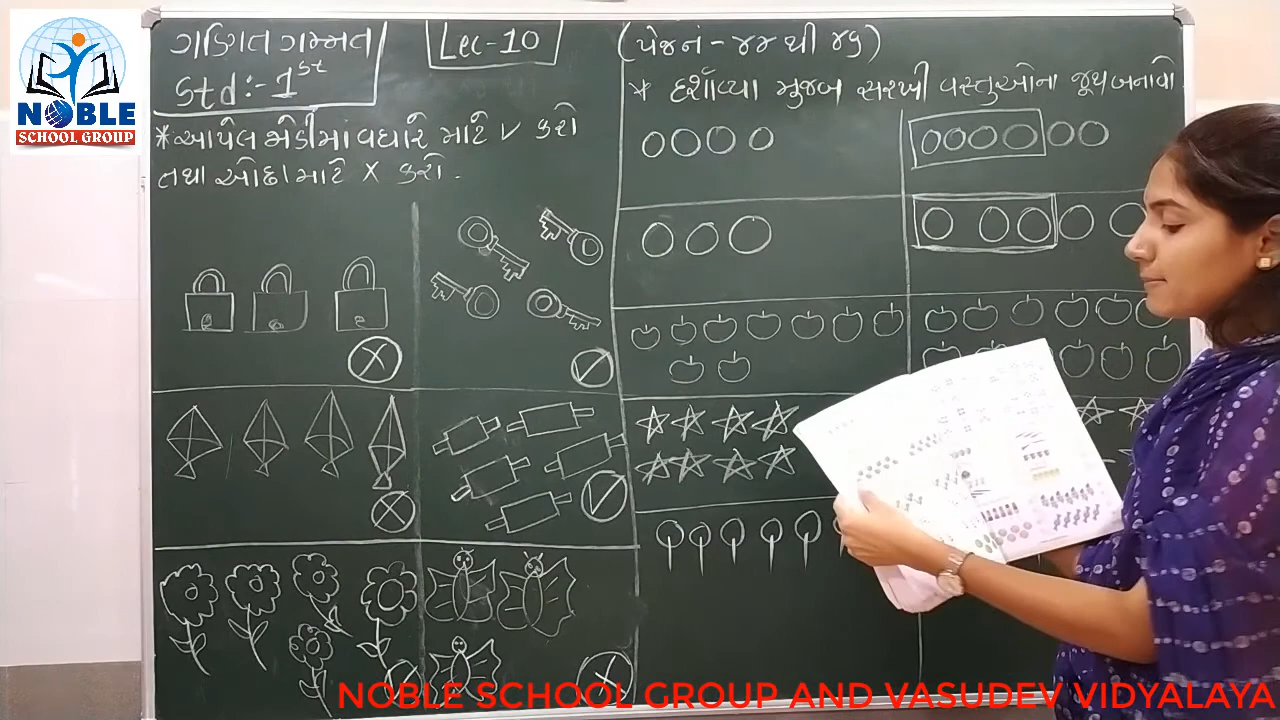 NOBLE
SCHOOL GROUP
ગણિત ગમ્મત
Std:-1st
Lec-10
*આપેલ જોડીમાં વધારે માટે ✓ કરો
તથા ઓછા માટે X કરો.
(પેજનં - ૪૪ થી ૪૬)
* દર્શાવ્યા મુજબ સરખી વસ્તુઓના જૂથ બનાવો
NOBLE SCHOOL GROUP AND VASUDEV VIDYALAYA